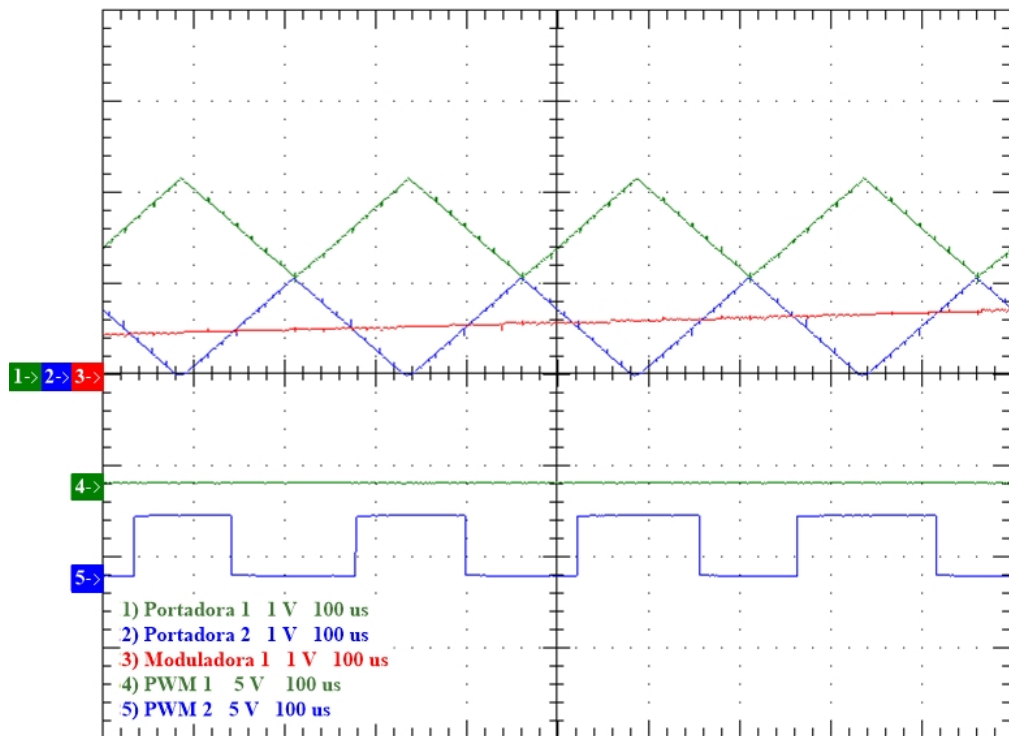 1-> 2-> 3->
4->
5->
1) Portadora 1 1 V 100 us
2) Portadora 2 1 V 100 us
3) Moduladora 1 1 V 100 us
4) PWM 1 5 V 100 us
5) PWM 2 5 V 100 us